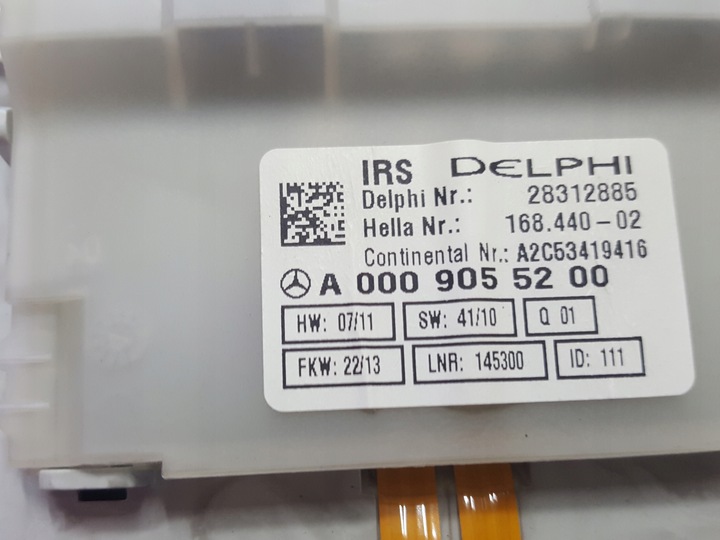 IRS DELPHI
Delphi Nr.: 28312885
Hella Nr.: 168.440-02
Continental Nr.: A2C53419416
A 000 905 52 00
HW: 07/11 SW: 41/10 Q 01
FKW: 22/13 LNR: 145300 ID: 111